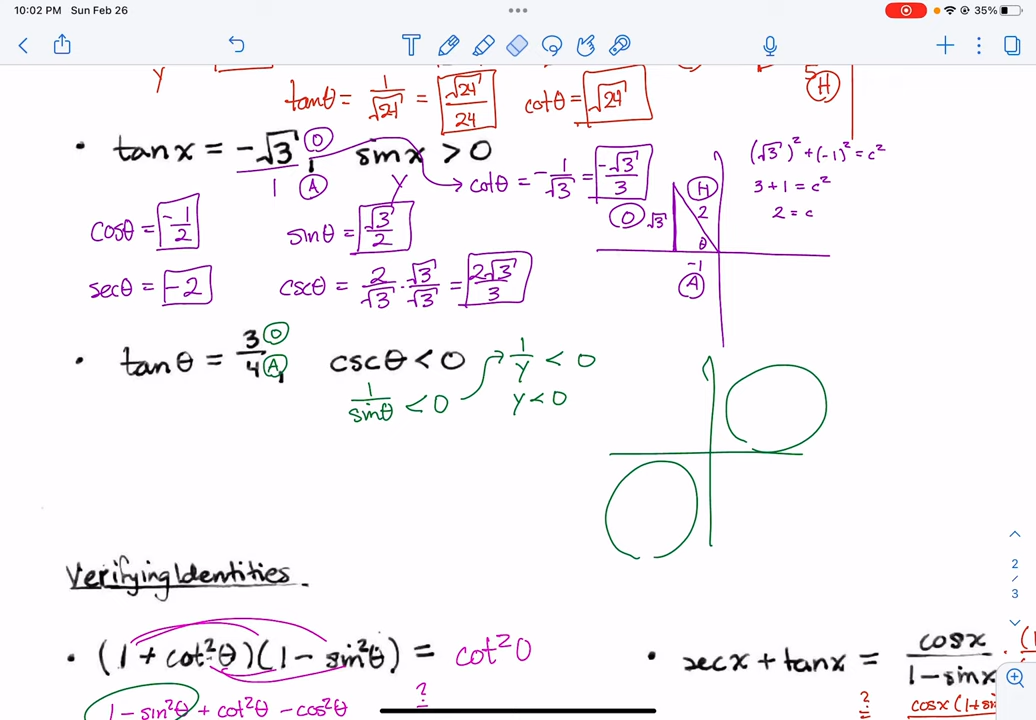 10:02 PM Sun Feb 26
35%
Y
tanθ = 1/√24 = √24/24 cotθ = √24
H
• tan x = -√3/1 O A sin x > 0
Y
cotθ = -1/√3 = -√3/3
(√3)² + (-1)² = c²
3 + 1 = c²
2 = c
H
O √3 2
θ
-1
A
cosθ = -1/2 sinθ = √3/2
secθ = -2 cscθ = 2/√3 · √3/√3 = 2√3/3
• tanθ = 3/4 O A cscθ < 0
1/sinθ < 0
1/y < 0
y < 0
2
/
3
Verifying Identities
• (1 + cot²θ)(1 - sin²θ) = cot²θ
1 - sin²θ + cot²θ - cos²θ ?
• sec x + tan x = cos x/1 - sin x
? =